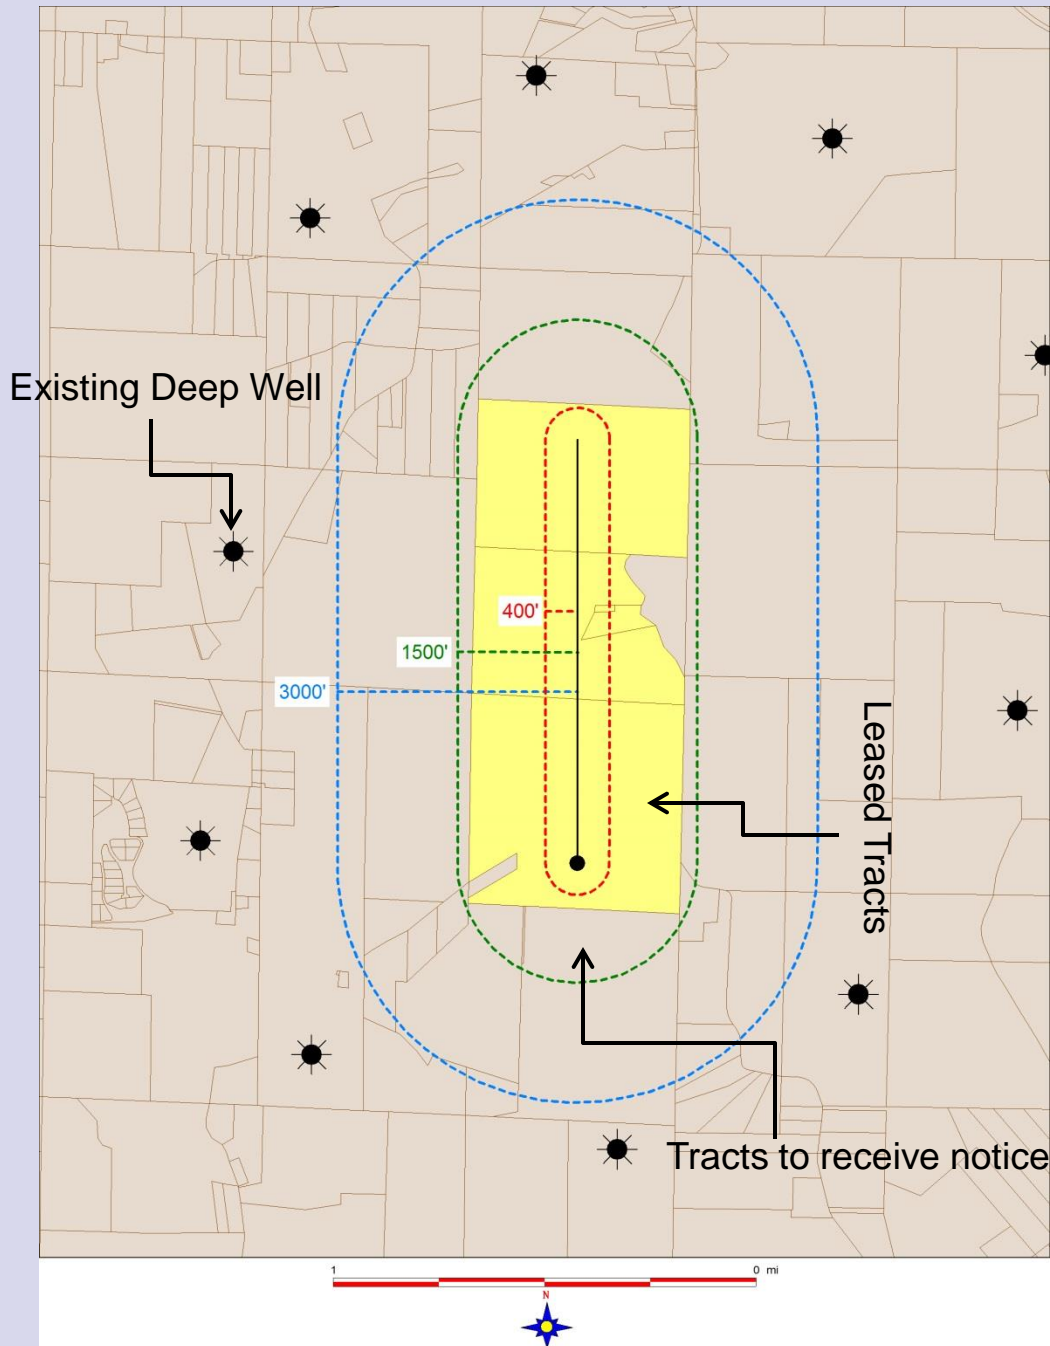 Existing Deep Well
400'
1500'
3000'
Leased Tracts
Tracts to receive notice
1 0 mi
N